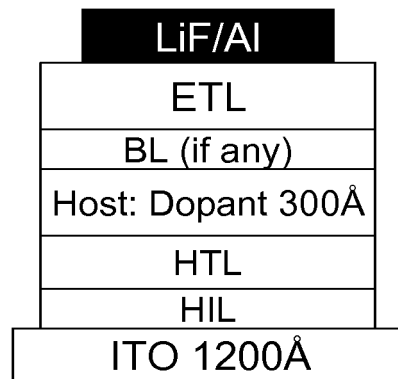 LiF/Al
ETL
BL (if any)
Host: Dopant 300Å
HTL
HIL
ITO 1200Å